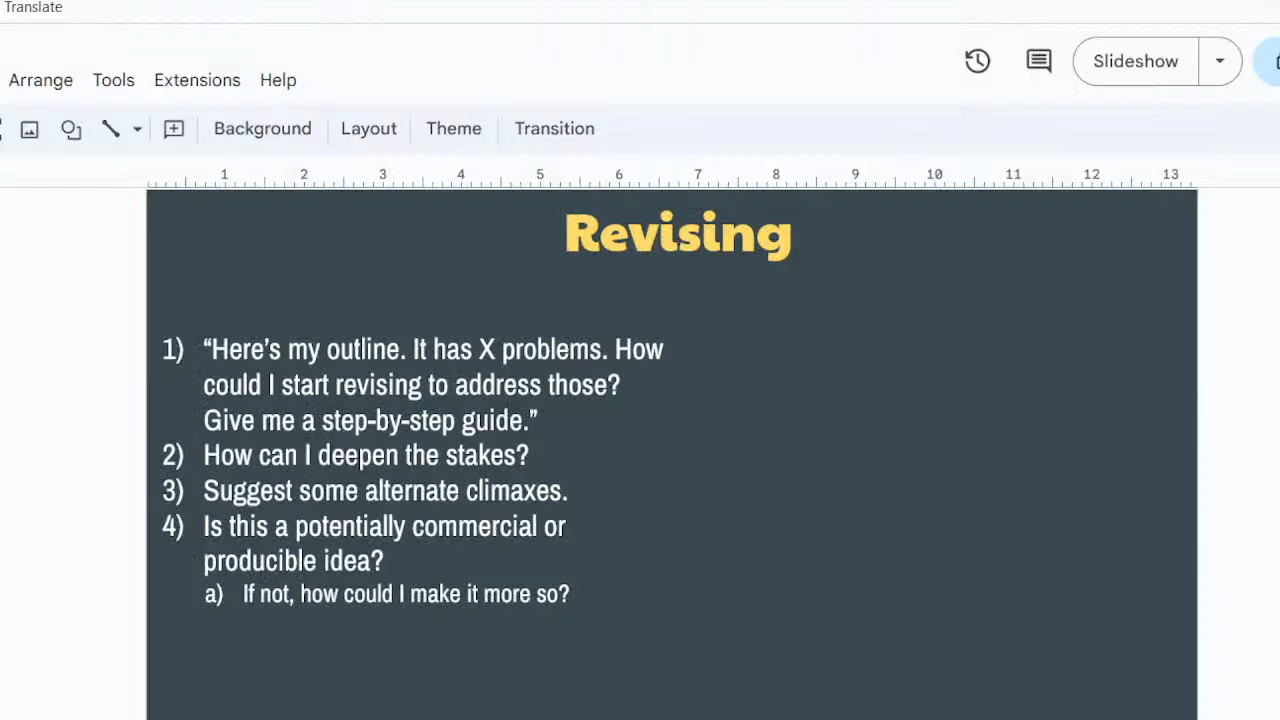 Translate
Slideshow
Arrange Tools Extensions Help
Background Layout Theme Transition
1 2 3 4 5 6 7 8 9 10 11 12 13
Revising
1) “Here’s my outline. It has X problems. How
could I start revising to address those?
Give me a step-by-step guide.”
2) How can I deepen the stakes?
3) Suggest some alternate climaxes.
4) Is this a potentially commercial or
producible idea?
a) If not, how could I make it more so?